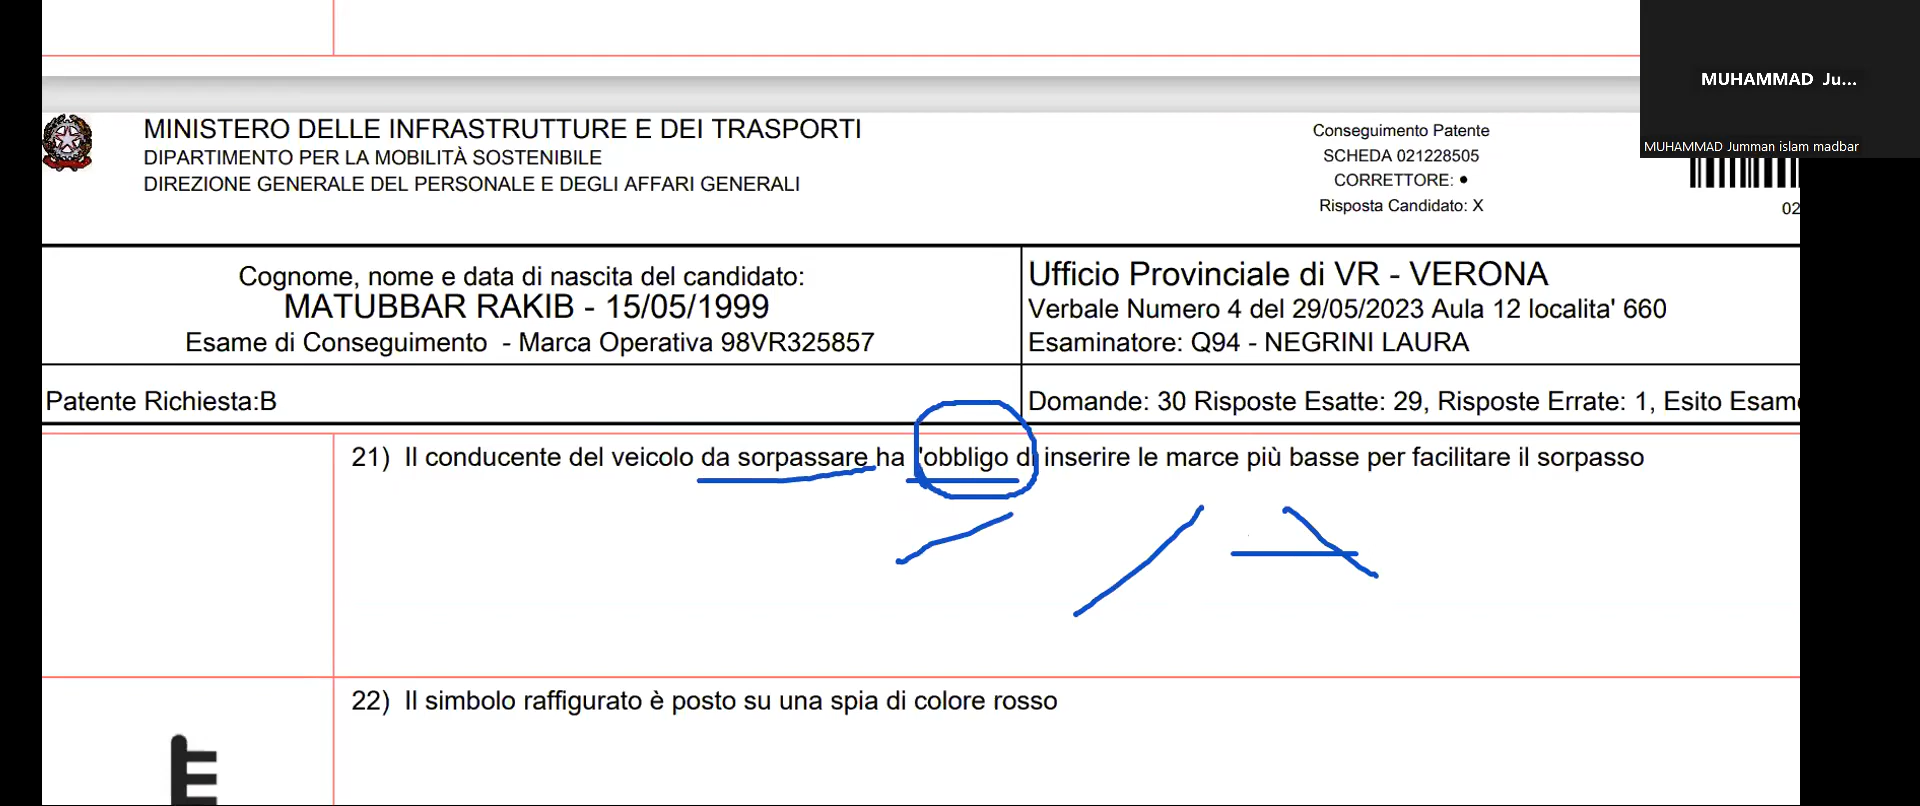 MUHAMMAD Ju...
MUHAMMAD Jumman islam madbar
MINISTERO DELLE INFRASTRUTTURE E DEI TRASPORTI
DIPARTIMENTO PER LA MOBILITÀ SOSTENIBILE
DIREZIONE GENERALE DEL PERSONALE E DEGLI AFFARI GENERALI
Conseguimento Patente
SCHEDA 021228505
CORRETTORE: ●
Risposta Candidato: X
02
Cognome, nome e data di nascita del candidato:
MATUBBAR RAKIB - 15/05/1999
Esame di Conseguimento - Marca Operativa 98VR325857
Ufficio Provinciale di VR - VERONA
Verbale Numero 4 del 29/05/2023 Aula 12 localita' 660
Esaminatore: Q94 - NEGRINI LAURA
Patente Richiesta:B
Domande: 30 Risposte Esatte: 29, Risposte Errate: 1, Esito Esam
21) Il conducente del veicolo da sorpassare ha l'obbligo di inserire le marce più basse per facilitare il sorpasso
22) Il simbolo raffigurato è posto su una spia di colore rosso